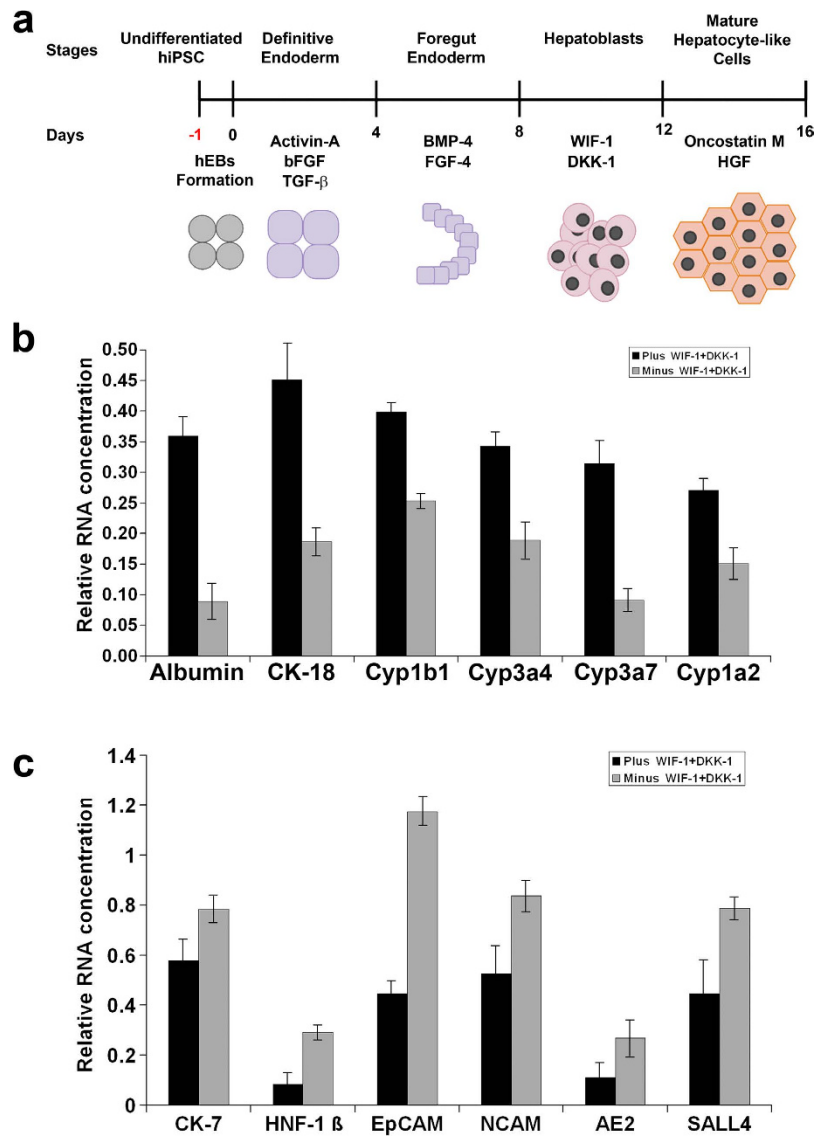 a
Stages
Undifferentiated
hiPSC
Definitive
Endoderm
Foregut
Endoderm
Hepatoblasts
Mature
Hepatocyte-like
Cells
Days
-1 0 4 8 12 16
hEBs
Formation
Activin-A
bFGF
TGF-β
BMP-4
FGF-4
WIF-1
DKK-1
Oncostatin M
HGF
b
Relative RNA concentration
0.50
0.45
0.40
0.35
0.30
0.25
0.20
0.15
0.10
0.05
0.00
Plus WIF-1+DKK-1
Minus WIF-1+DKK-1
Albumin CK-18 Cyp1b1 Cyp3a4 Cyp3a7 Cyp1a2
c
Relative RNA concentration
1.4
1.2
1
0.8
0.6
0.4
0.2
0
Plus WIF-1+DKK-1
Minus WIF-1+DKK-1
CK-7 HNF-1 ß EpCAM NCAM AE2 SALL4